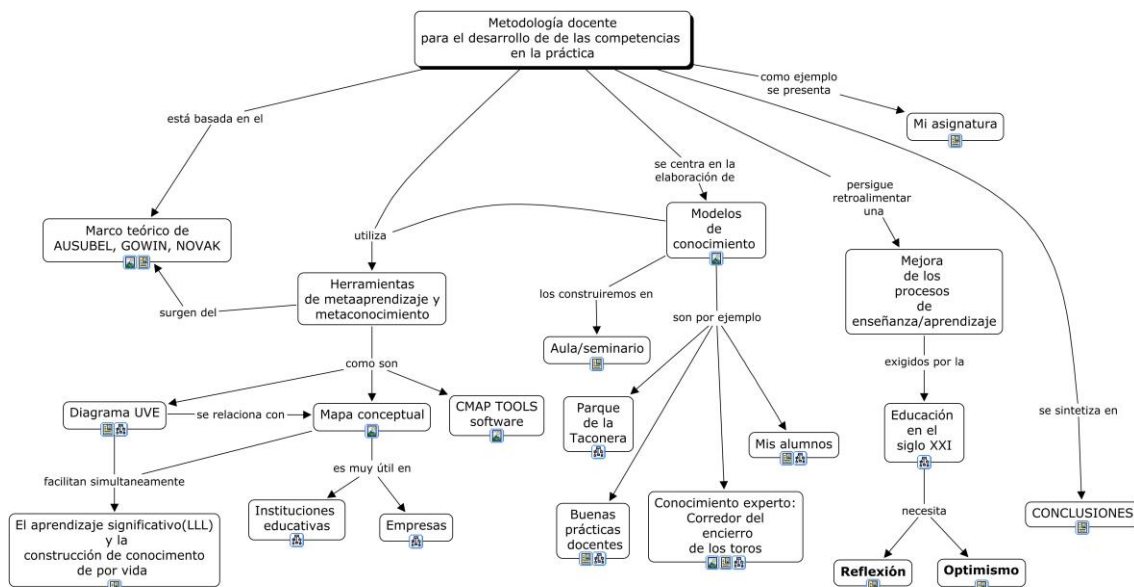 Metodología docente
para el desarrollo de de las competencias
en la práctica
como ejemplo
se presenta
Mi asignatura
está basada en el
se centra en la
elaboración de
persigue
retroalimentar
una
Marco teórico de
AUSUBEL, GOWIN, NOVAK
utiliza
Modelos
de
conocimiento
Mejora
de los
procesos
de
enseñanza/aprendizaje
surgen del
Herramientas
de metaaprendizaje y
metaconocimiento
los construiremos en
son por ejemplo
Aula/seminario
exigidos por la
como son
Diagrama UVE
se relaciona con
Mapa conceptual
CMAP TOOLS
software
Parque
de la
Taconera
Mis alumnos
Educación
en el
siglo XXI
se sintetiza en
facilitan simultaneamente
es muy útil en
Instituciones
educativas
Empresas
El aprendizaje significativo(LLL)
y la
construcción de conocimento
de por vida
Buenas
prácticas
docentes
Conocimiento experto:
Corredor del
encierro
de los toros
necesita
CONCLUSIONES
Reflexión
Optimismo